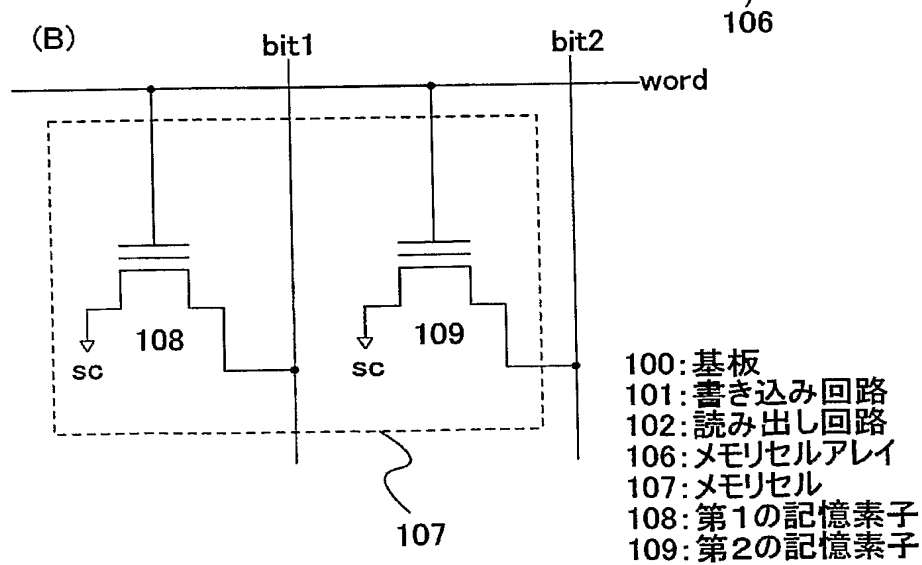 106
(B)
bit1
bit2
word
108
109
sc
sc
107
100:基板
101:書き込み回路
102:読み出し回路
106:メモリセルアレイ
107:メモリセル
108:第1の記憶素子
109:第2の記憶素子